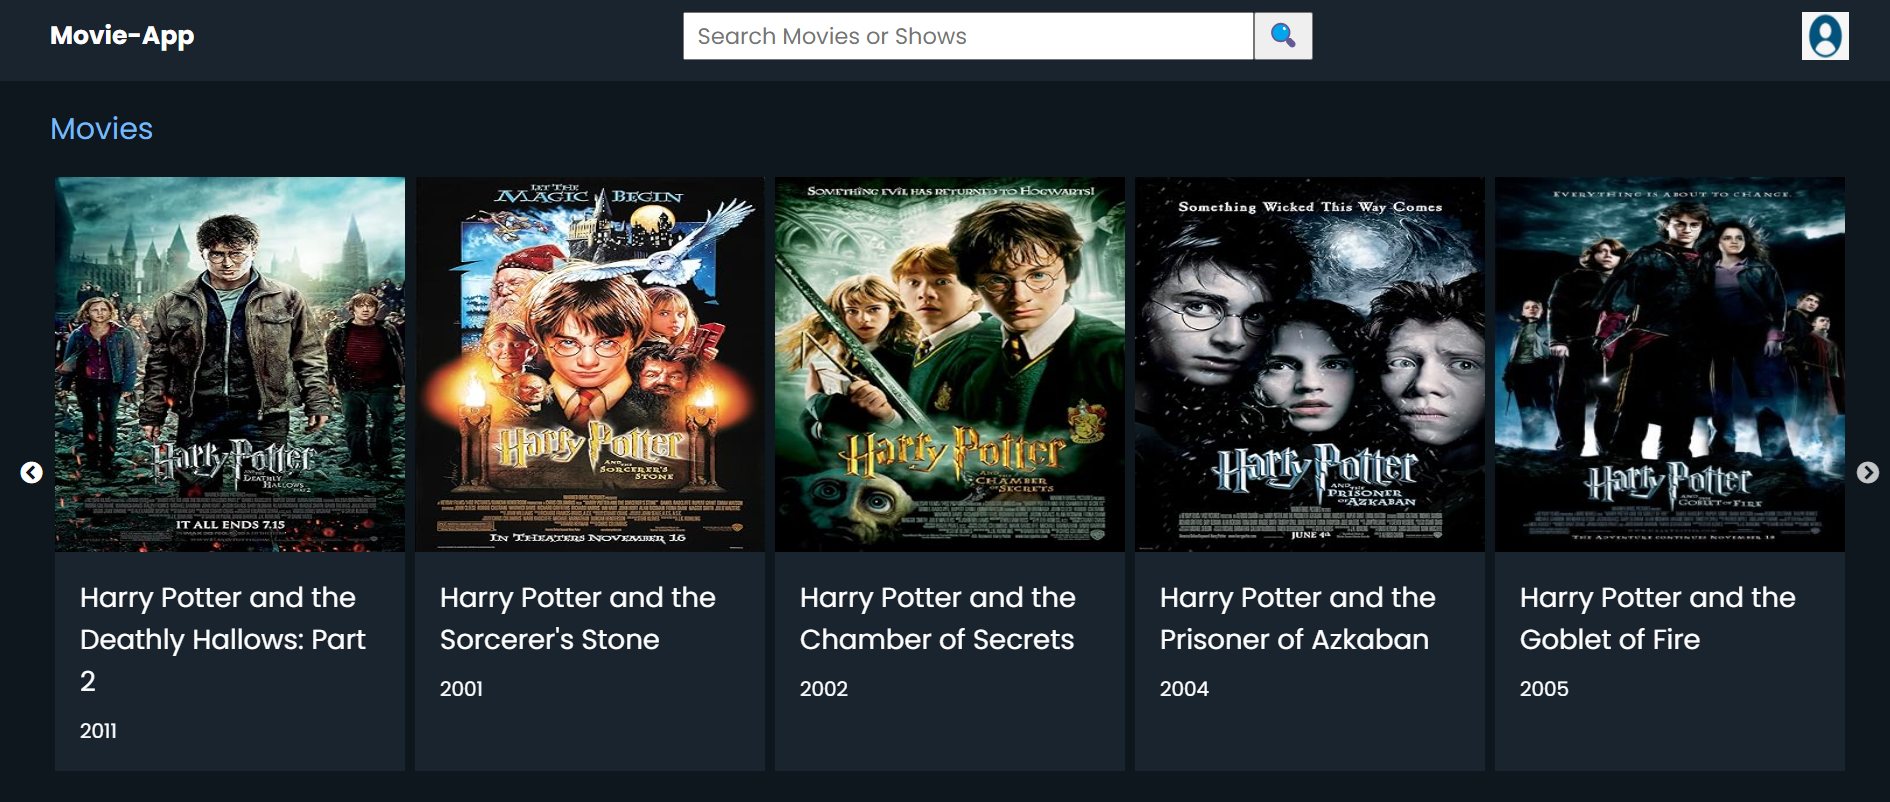 Movie-App
Search Movies or Shows
Movies
Harry Potter
AND THE
DEATHLY
HALLOWS
PART 2
IT ALL ENDS 7.15
LET THE
MAGIC BEGIN
Harry Potter
AND THE
SORCERER'S
STONE
IN THEATERS NOVEMBER 16
SOMETHING EVIL HAS RETURNED TO HOGWARTS!
Harry Potter
AND THE
CHAMBER
OF SECRETS
Something Wicked This Way Comes
Harry Potter
AND THE
PRISONER
OF AZKABAN
JUNE 4th
EVERYTHING IS ABOUT TO CHANGE.
Harry Potter
AND THE
GOBLET OF FIRE
THE ADVENTURE CONTINUES NOVEMBER 18
Harry Potter and the
Deathly Hallows: Part
2
2011
Harry Potter and the
Sorcerer's Stone
2001
Harry Potter and the
Chamber of Secrets
2002
Harry Potter and the
Prisoner of Azkaban
2004
Harry Potter and the
Goblet of Fire
2005